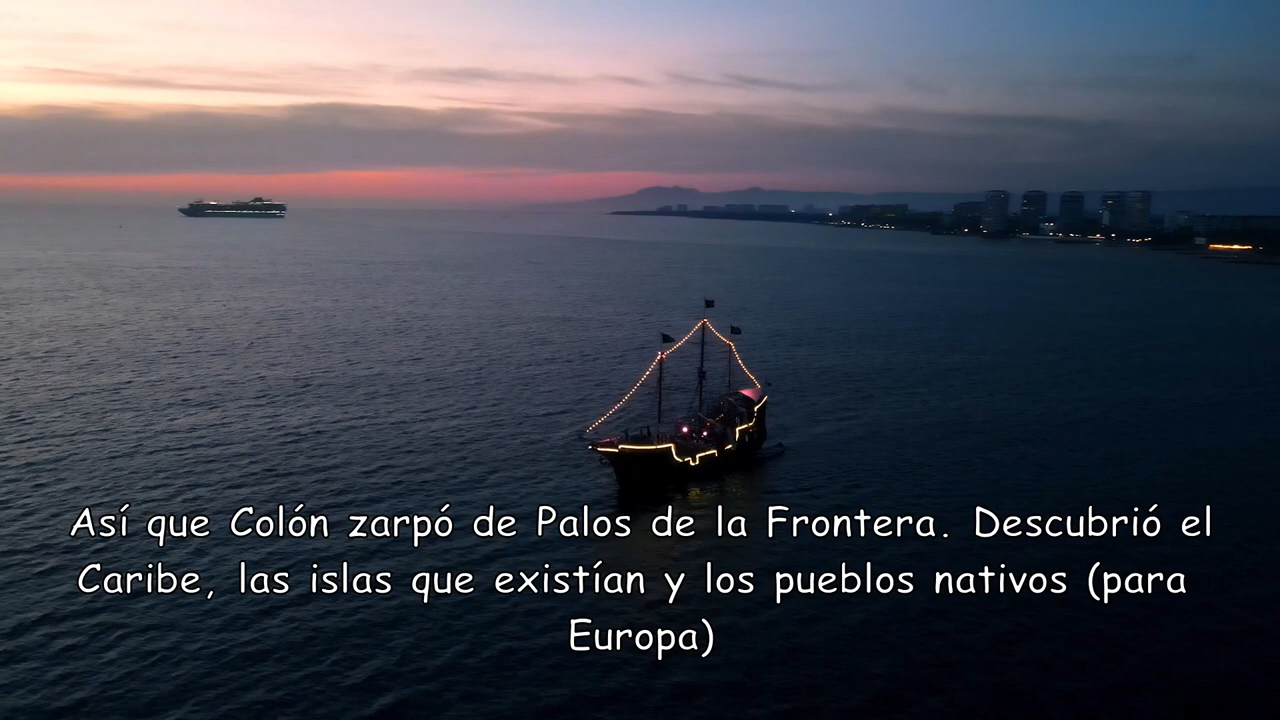 Así que Colón zarpó de Palos de la Frontera. Descubrió el
Caribe, las islas que existían y los pueblos nativos (para
Europa)